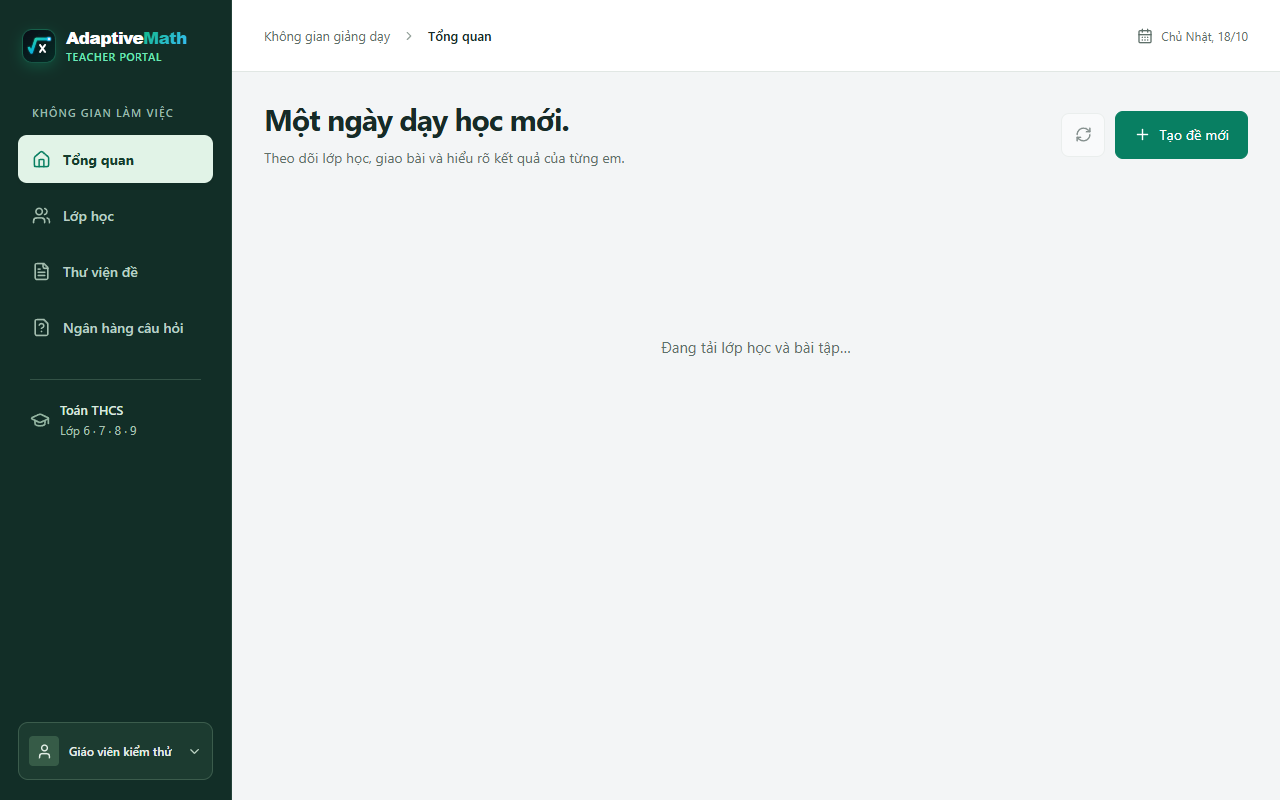 AdaptiveMath
TEACHER PORTAL
KHÔNG GIAN LÀM VIỆC
Tổng quan
Lớp học
Thư viện đề
Ngân hàng câu hỏi
Toán THCS
Lớp 6 · 7 · 8 · 9
Giáo viên kiểm thử
Không gian giảng dạy
Tổng quan
Chủ Nhật, 18/10
Một ngày dạy học mới.
Theo dõi lớp học, giao bài và hiểu rõ kết quả của từng em.
Tạo đề mới
Đang tải lớp học và bài tập...